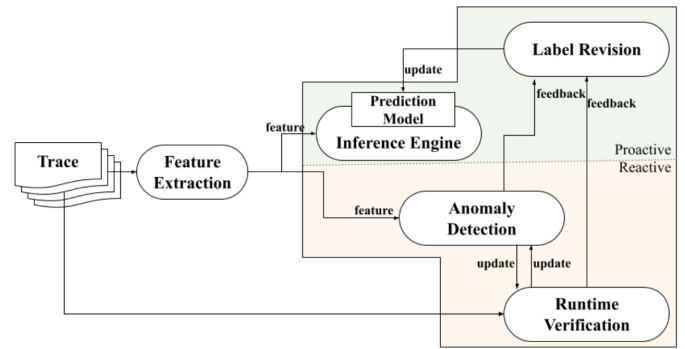 Label Revision
update
feedback
feedback
Prediction
Model
Inference Engine
feature
Proactive
Reactive
Trace
Feature
Extraction
feature
Anomaly
Detection
update
update
Runtime
Verification